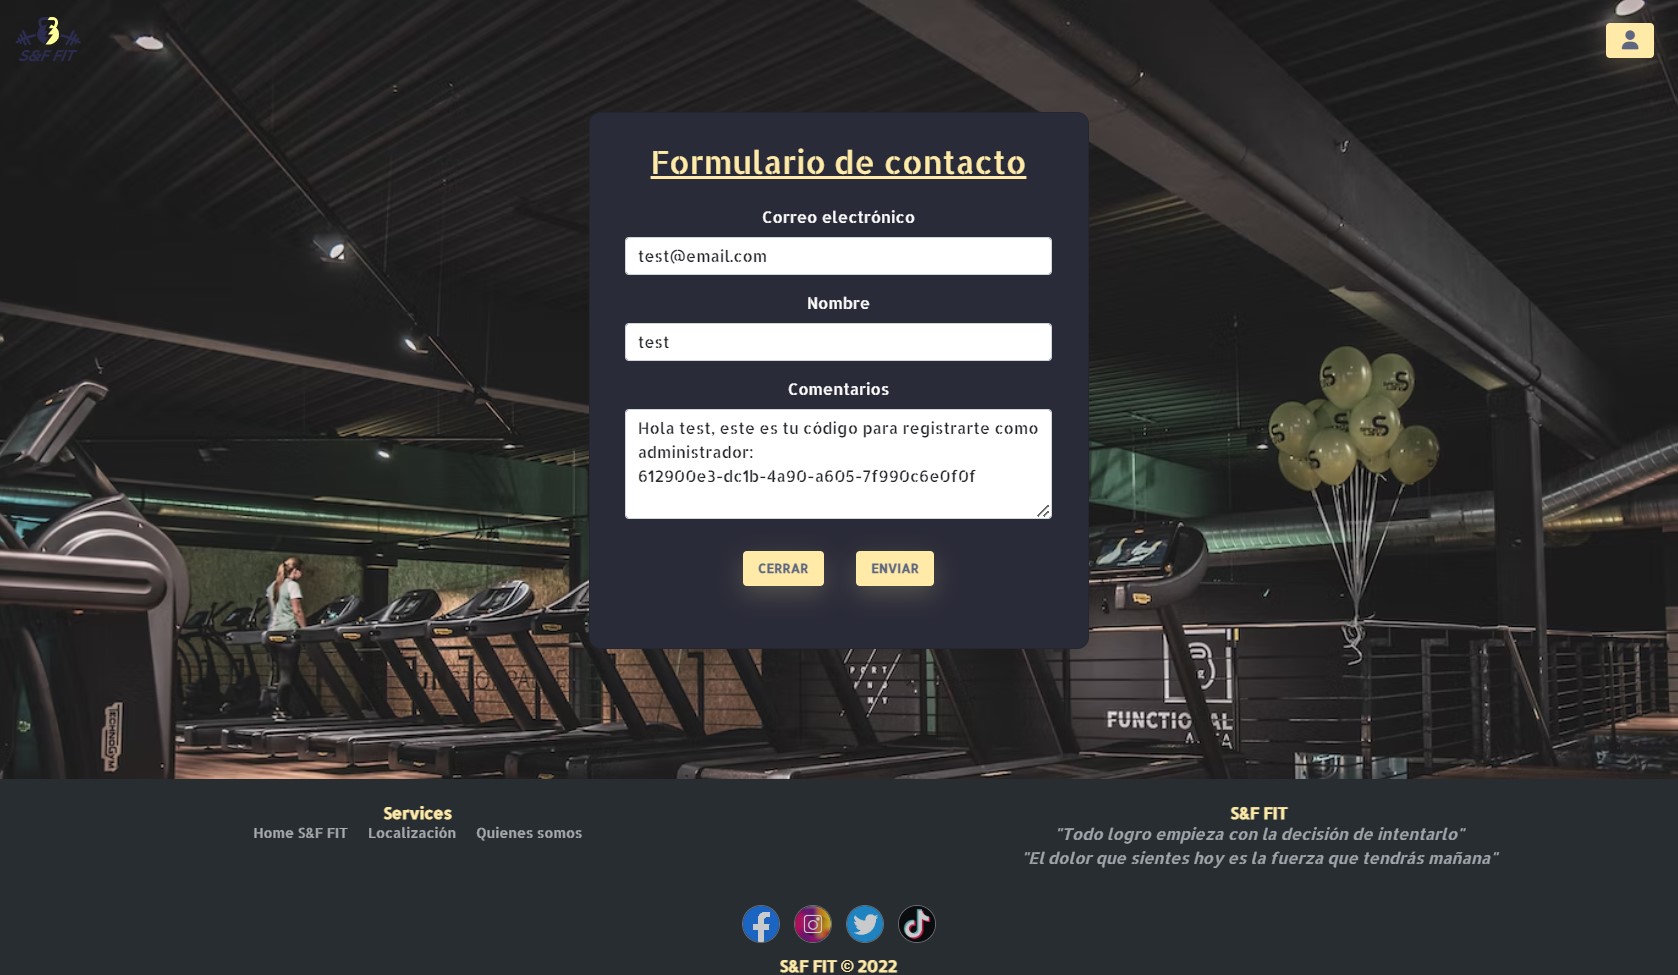 S&F FIT
Formulario de contacto
Correo electrónico
test@email.com
Nombre
test
Comentarios
Hola test, este es tu código para registrarte como
administrador:
612900e3-dc1b-4a90-a605-7f990c6e0f0f
CERRAR
ENVIAR
FUNCTIONAL
Services
Home S&F FIT
Localización
Quienes somos
S&F FIT
"Todo logro empieza con la decisión de intentarlo"
"El dolor que sientes hoy es la fuerza que tendrás mañana"
S&F FIT © 2022